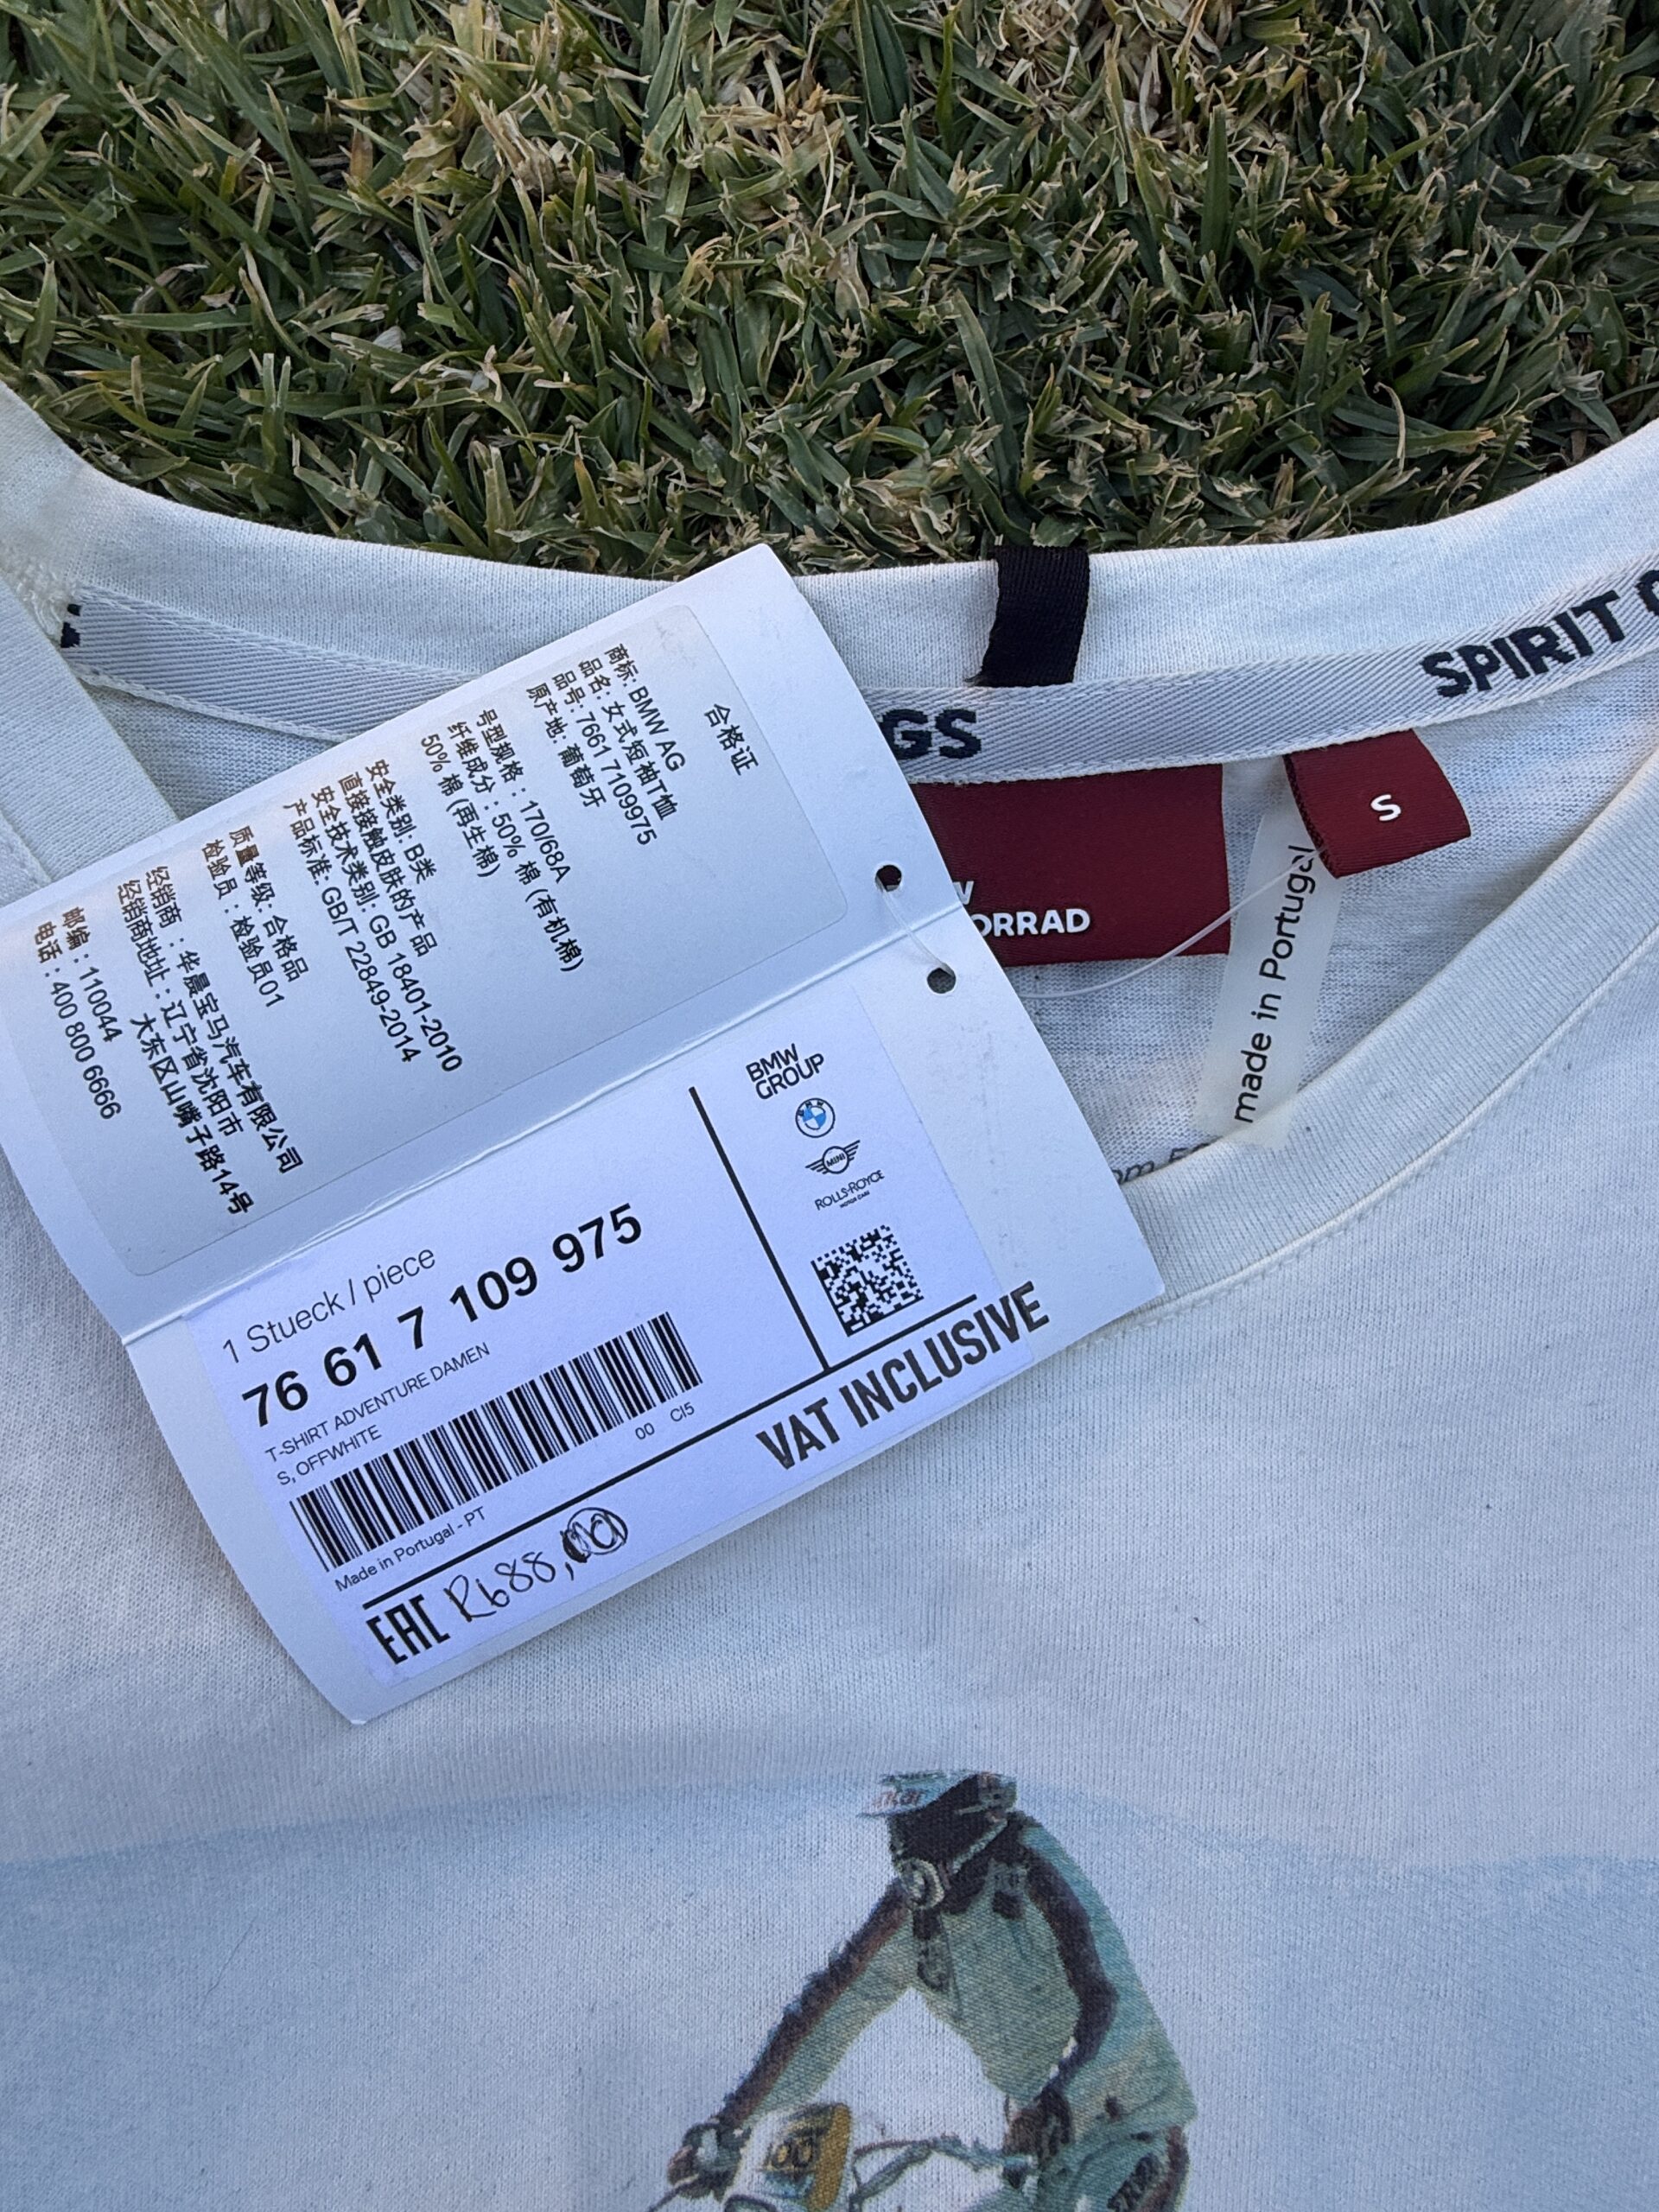 合格证
商标: BMW AG
品名: 女式短袖T恤
品号: 7661 7109975
原产地: 葡萄牙
号型规格: 170/68A
纤维成分: 50% 棉 (有机棉)
50% 棉 (再生棉)
安全类别: B类
直接接触皮肤的产品
安全技术类别: GB 18401-2010
产品标准: GB/T 22849-2014
质量等级: 合格品
检验员: 检验员01
经销商: 华晨宝马汽车有限公司
经销商地址: 辽宁省沈阳市
大东区山嘴子路14号
邮编: 110044
电话: 400 800 6666
1 Stueck / piece
76 61 7 109 975
T-SHIRT ADVENTURE DAMEN
S, OFFWHITE
00 CI5
Made in Portugal - PT
EAC R688,00
VAT INCLUSIVE
BMW
GROUP
MINI
ROLLS-ROYCE
MOTOR CARS
GS
SPIRIT
S
ORRAD
made in Portugal
100